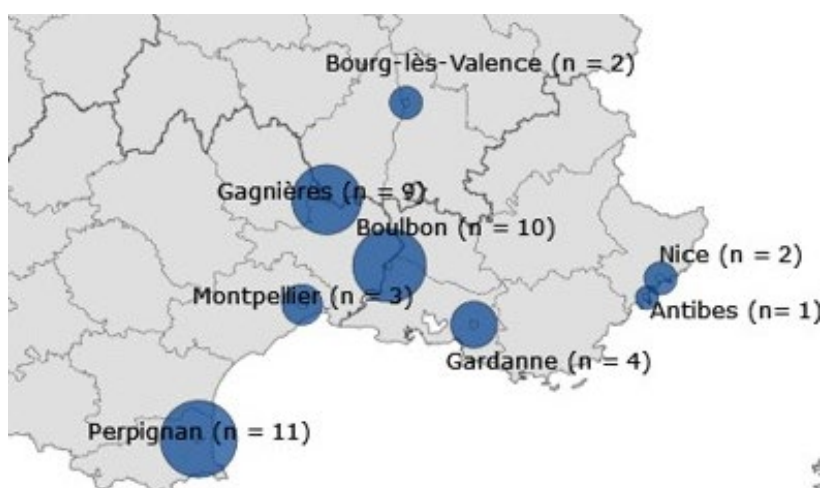 Bourg-lès-Valence (n = 2)
Gagnières (n = 9)
Boulbon (n = 10)
Nice (n = 2)
Montpellier (n = 3)
Antibes (n= 1)
Gardanne (n = 4)
Perpignan (n = 11)